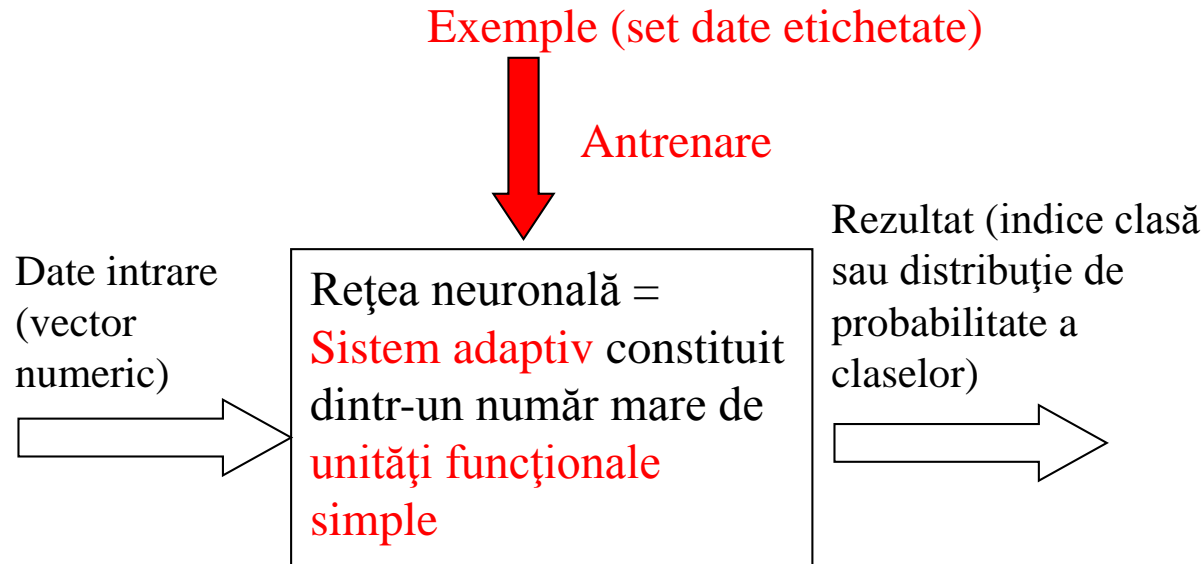 Exemple (set date etichetate)
Antrenare
Date intrare
(vector
numeric)
Reţea neuronală =
Sistem adaptiv constituit
dintr-un număr mare de
unităţi funcţionale
simple
Rezultat (indice clasă
sau distribuţie de
probabilitate a
claselor)